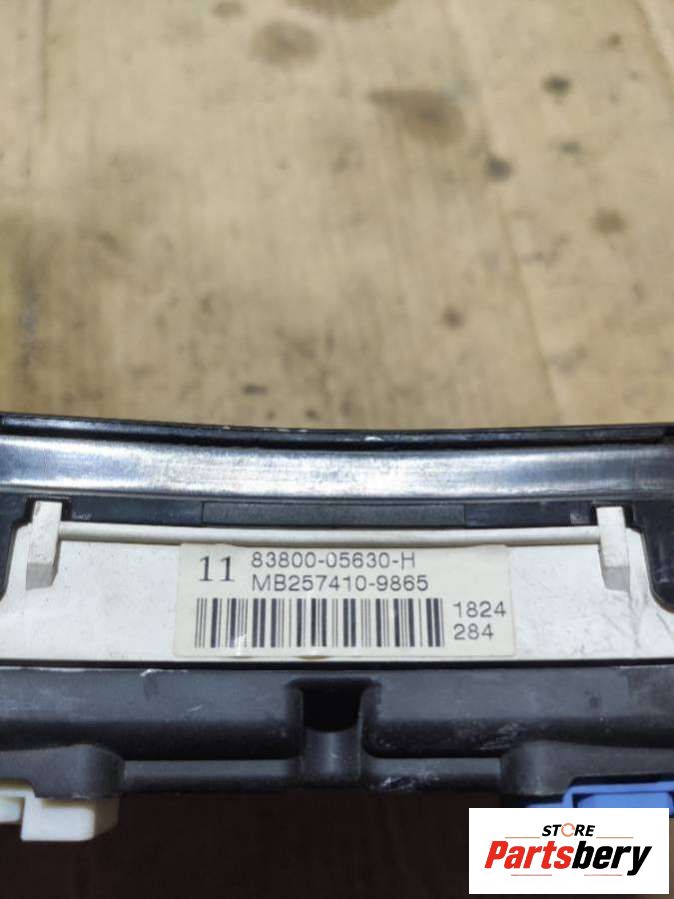 11 83800-05630-H
MB257410-9865
1824
284
STORE
Partsbery